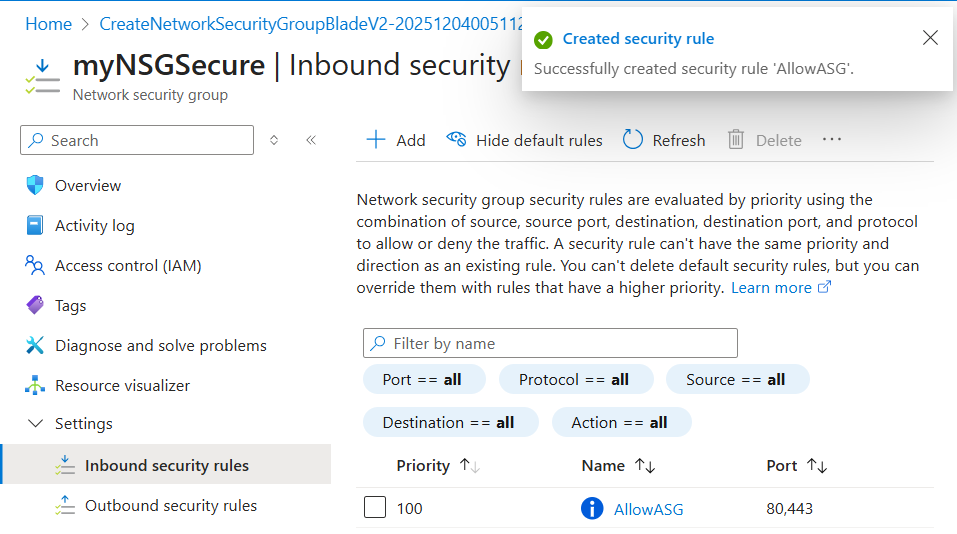 Home > CreateNetworkSecurityGroupBladeV2-20251204005112
Created security rule
Successfully created security rule 'AllowASG'.
myNSGSecure | Inbound security
Network security group
Search
Overview
Activity log
Access control (IAM)
Tags
Diagnose and solve problems
Resource visualizer
Settings
Inbound security rules
Outbound security rules
Add Hide default rules Refresh Delete ···
Network security group security rules are evaluated by priority using the
combination of source, source port, destination, destination port, and protocol
to allow or deny the traffic. A security rule can't have the same priority and
direction as an existing rule. You can't delete default security rules, but you can
override them with rules that have a higher priority. Learn more
Filter by name
Port == all Protocol == all Source == all
Destination == all Action == all
Priority ↑↓ Name ↑↓ Port ↑↓
100 AllowASG 80,443